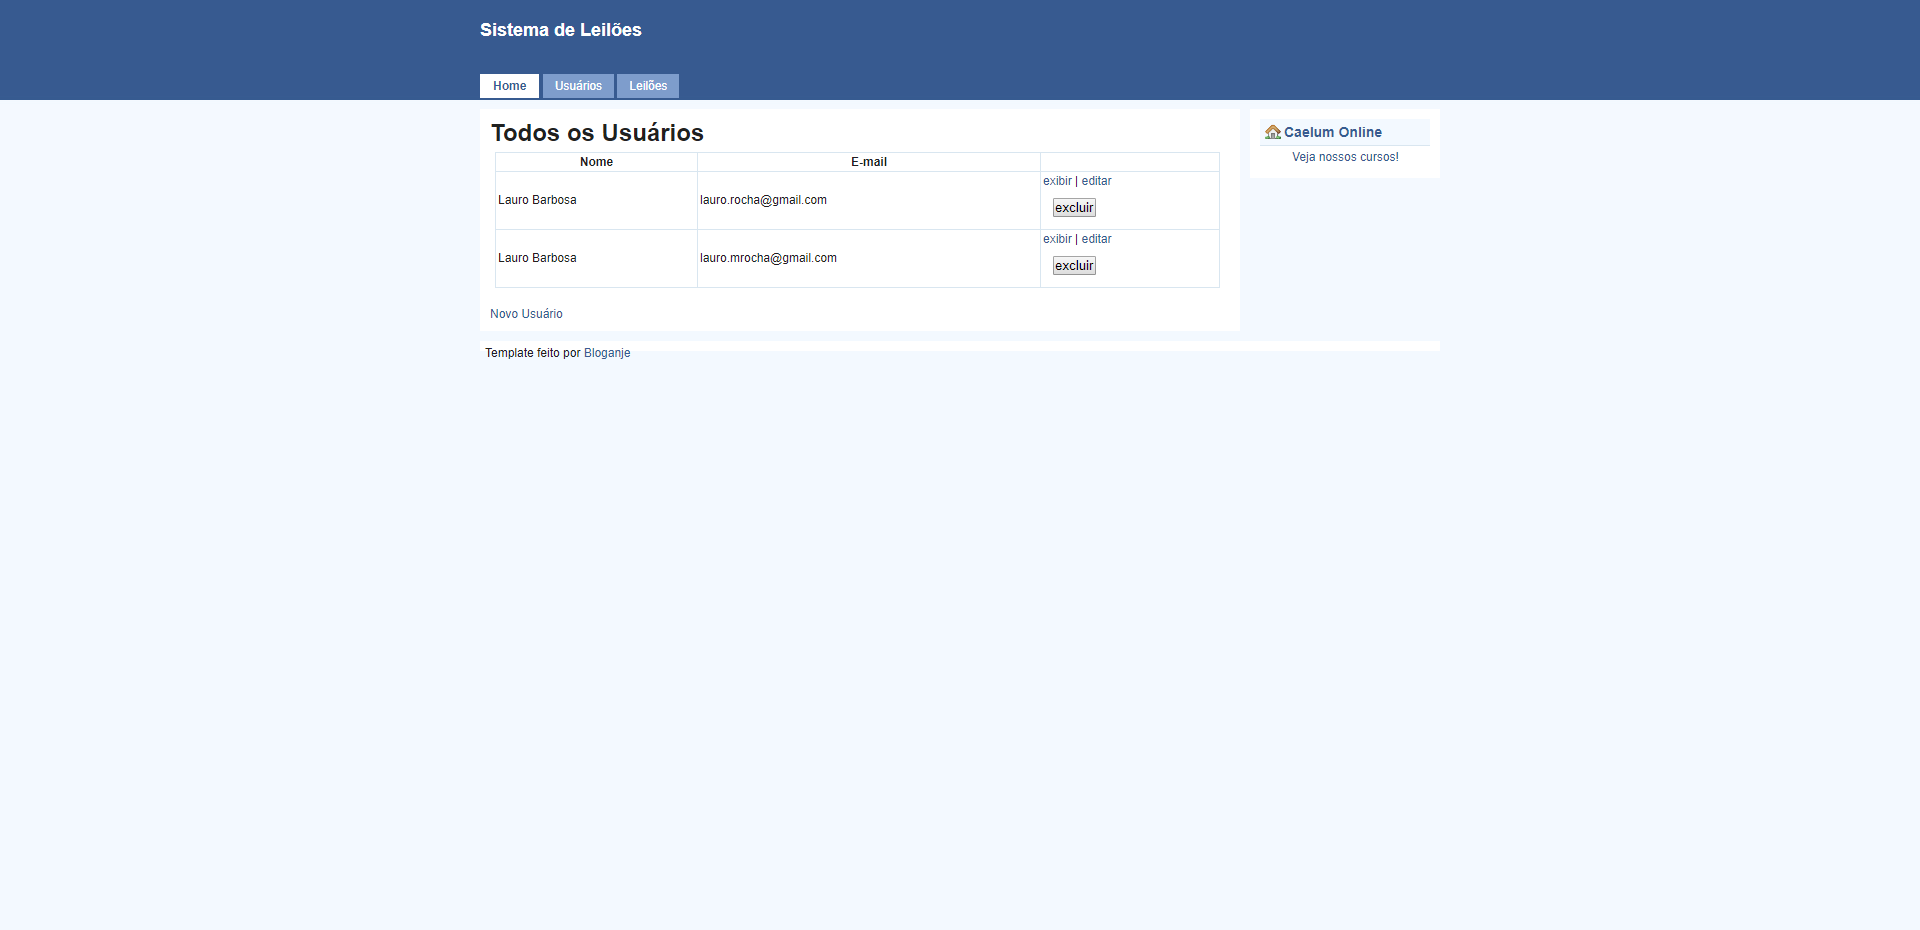 Sistema de Leilões
Home Usuários Leilões
Todos os Usuários
Nome E-mail
Lauro Barbosa lauro.rocha@gmail.com exibir | editar
excluir
Lauro Barbosa lauro.mrocha@gmail.com exibir | editar
excluir
Novo Usuário
Caelum Online
Veja nossos cursos!
Template feito por Bloganje